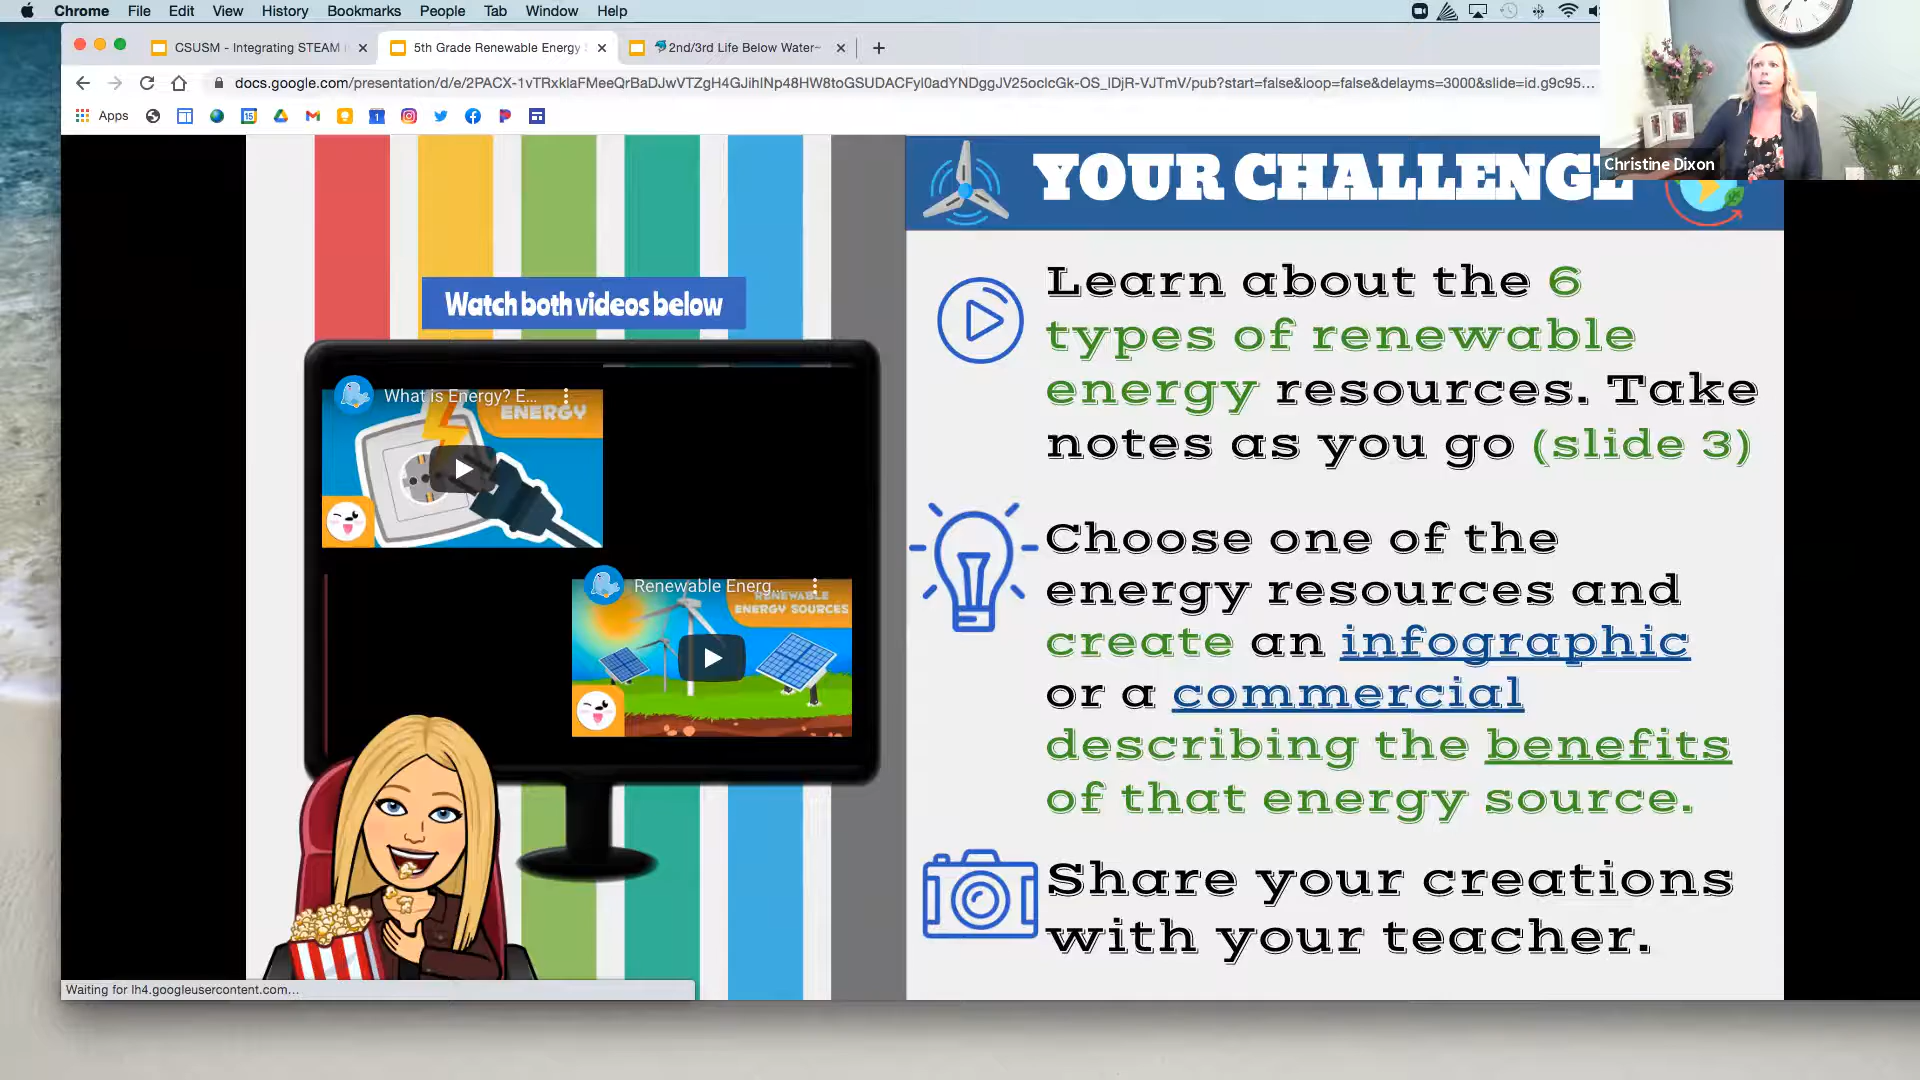 Chrome File Edit View History Bookmarks People Tab Window Help
CSUSM - Integrating STEAM
5th Grade Renewable Energy
2nd/3rd Life Below Water-
docs.google.com/presentation/d/e/2PACX-1vTRxklaFMeeQrBaDJwVTZgH4GJihlNp48HW8toGSUDACFyl0adYNDggJV25oclcGk-OS_lDjR-VJTmV/pub?start=false&loop=false&delayms=3000&slide=id.g9c95...
Apps
Christine Dixon
YOUR CHALLENGE
Watch both videos below
What is Energy? E...
ENERGY
Renewable Energ...
RENEWABLE
ENERGY SOURCES
Learn about the 6
types of renewable
energy resources. Take
notes as you go (slide 3)
Choose one of the
energy resources and
create an infographic
or a commercial
describing the benefits
of that energy source.
Share your creations
with your teacher.
Waiting for lh4.googleusercontent.com...